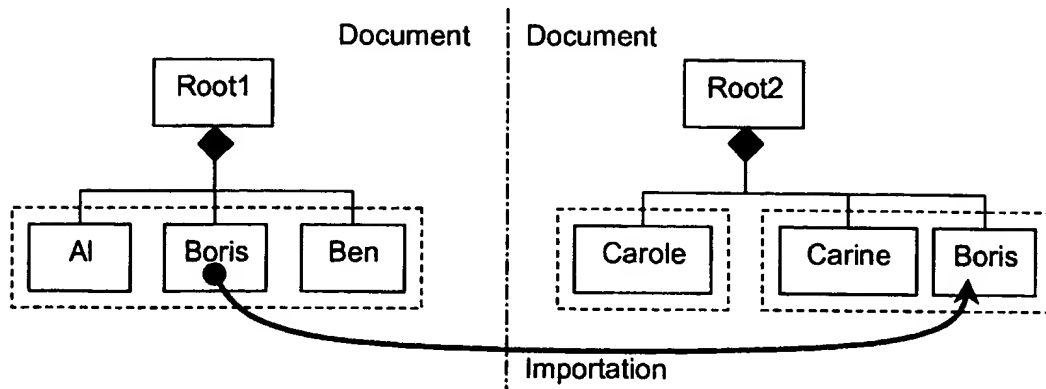 Document
Document
Root1
Root2
Al
Boris
Ben
Carole
Carine
Boris
Importation